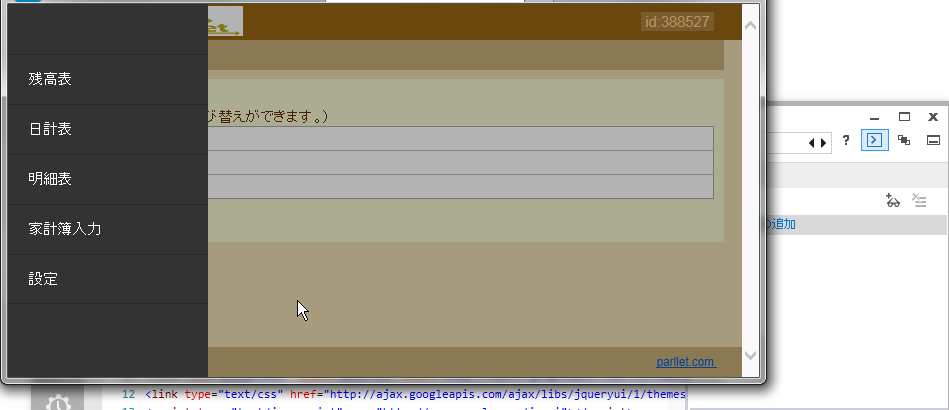 id:388527
残高表
び替えができます。)
日計表
明細表
家計簿入力
の追加
設定
parllet.com
12 <link type="text/css" href="http://ajax.googleapis.com/ajax/libs/jqueryui/1/themes